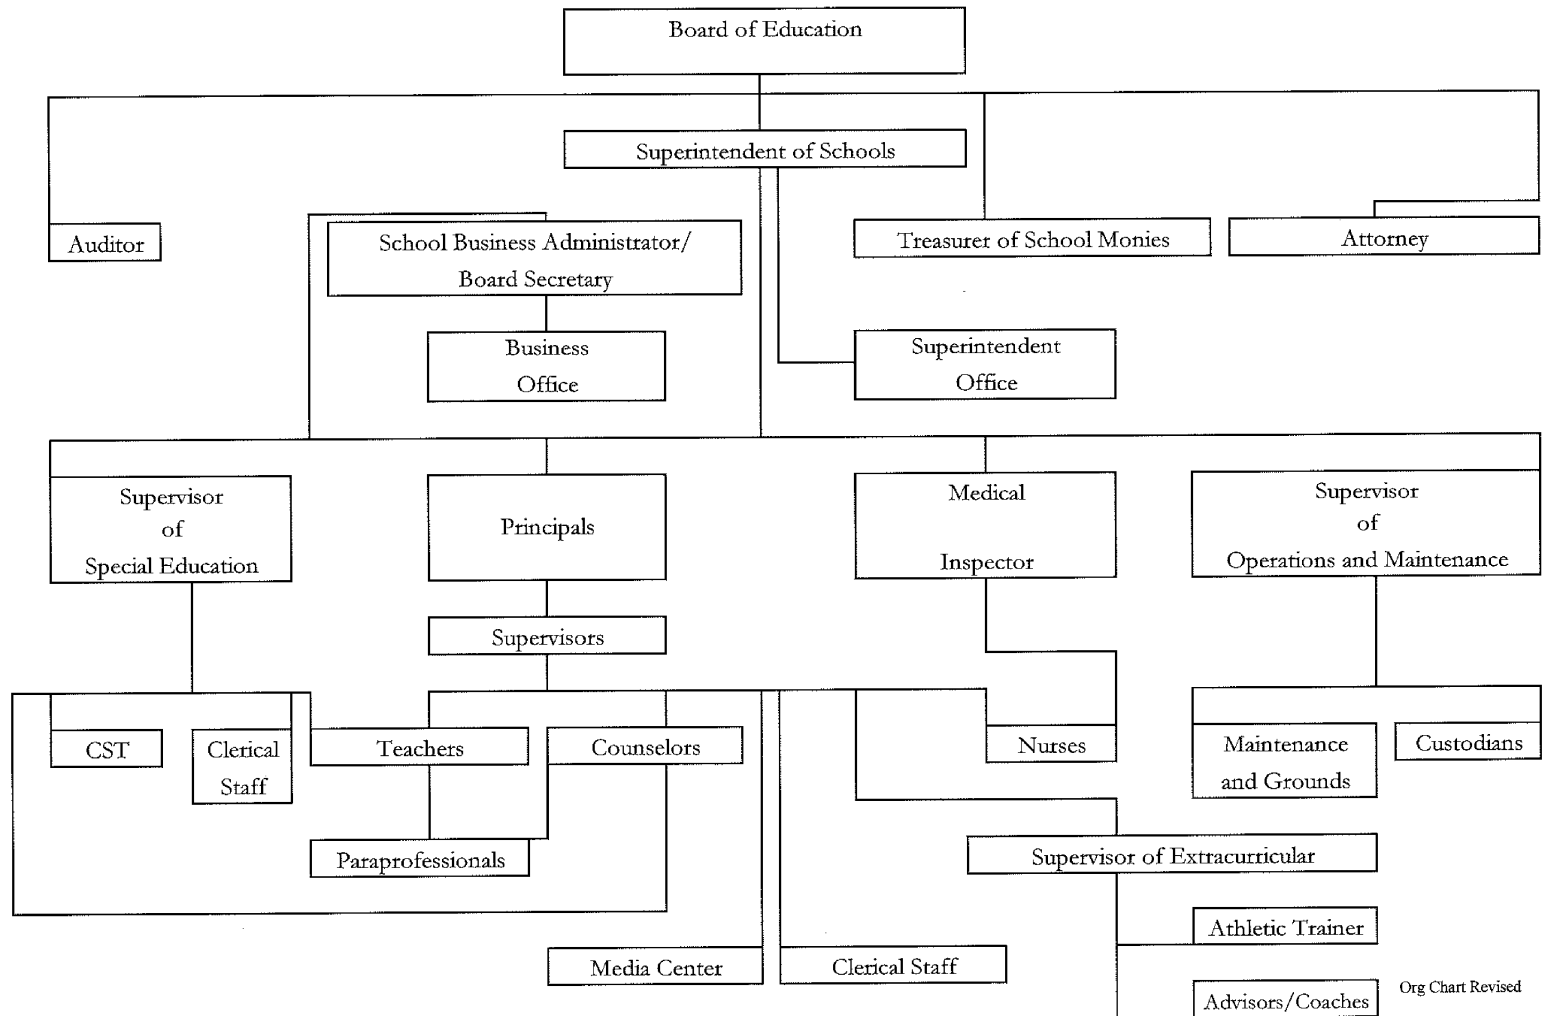 Board of Education
Superintendent of Schools
Auditor
School Business Administrator/
Board Secretary
Treasurer of School Monies
Attorney
Business
Office
Superintendent
Office
Supervisor
of
Special Education
Principals
Medical
Inspector
Supervisor
of
Operations and Maintenance
Supervisors
CST
Clerical
Staff
Teachers
Counselors
Nurses
Maintenance
and Grounds
Custodians
Paraprofessionals
Supervisor of Extracurricular
Athletic Trainer
Media Center
Clerical Staff
Advisors/Coaches
Org Chart Revised